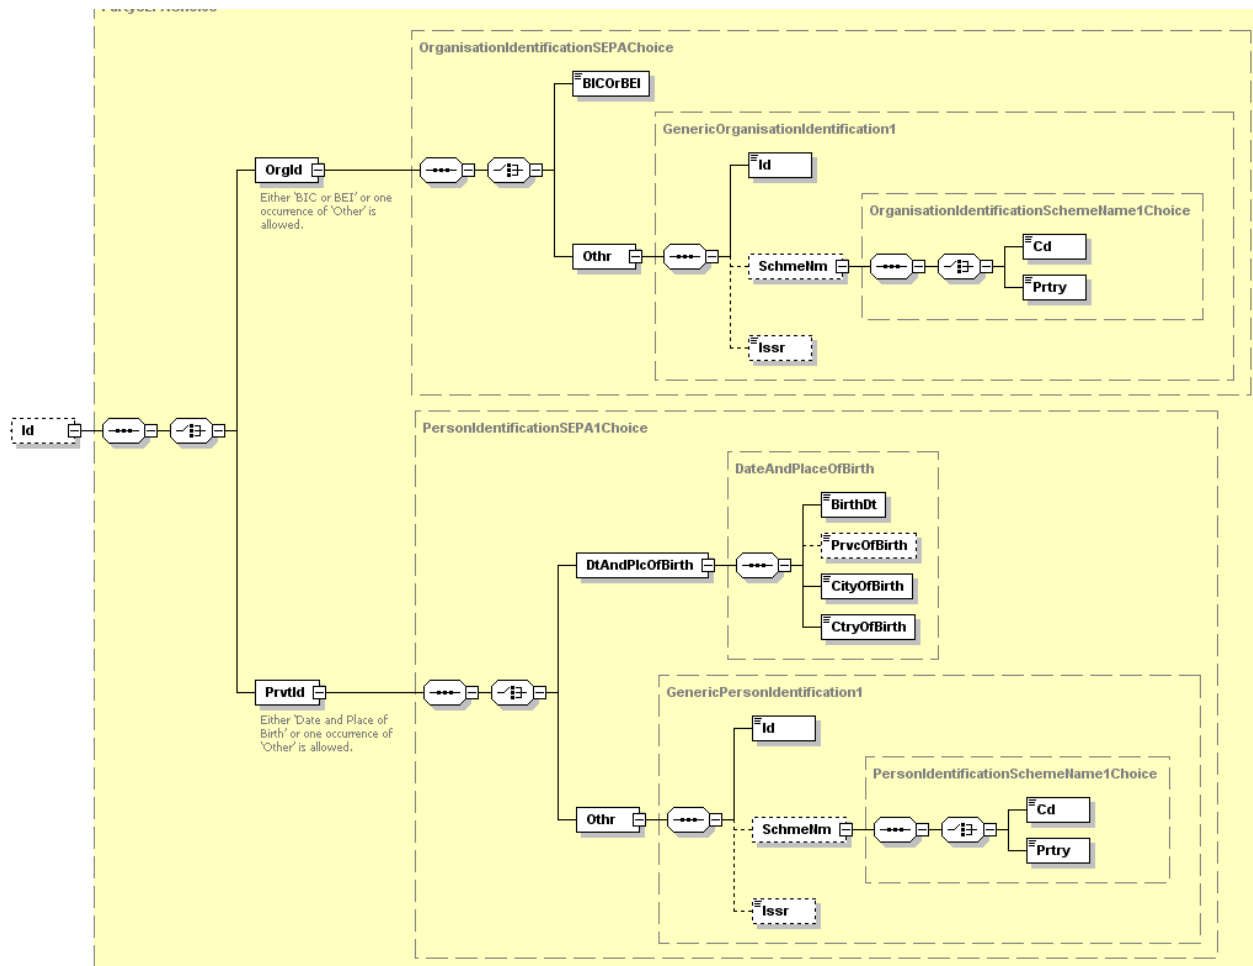 PartySEPAChoice
OrganisationIdentificationSEPAChoice
BICOrBEI
GenericOrganisationIdentification1
Id
OrgId
Either 'BIC or BEI' or one
occurrence of 'Other' is
allowed.
OrganisationIdentificationSchemeName1Choice
Othr
SchmeNm
Cd
Prtry
Issr
Id
PersonIdentificationSEPA1Choice
DateAndPlaceOfBirth
BirthDt
PrvcOfBirth
DtAndPlcOfBirth
CityOfBirth
CtryOfBirth
PrvtId
Either 'Date and Place of
Birth' or one occurrence of
'Other' is allowed.
GenericPersonIdentification1
Id
PersonIdentificationSchemeName1Choice
Othr
SchmeNm
Cd
Prtry
Issr